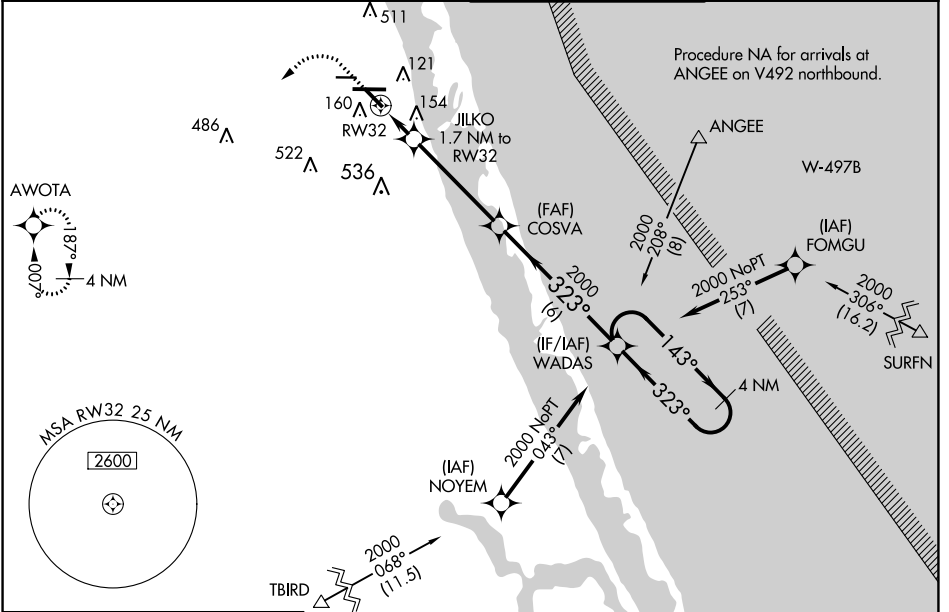 511
Procedure NA for arrivals at
ANGEE on V492 northbound.
121
160
154
RW32
JILKO
1.7 NM to
RW32
486
522
536
ANGEE
W-497B
AWOTA
187°
007°
4 NM
(FAF)
COSVA
2000
208°
(8)
(IAF)
FOMGU
2000 NoPT
253°
(7)
2000
306°
(16.2)
SURFN
2000
323°
(6)
(IF/IAF)
WADAS
143°
323°
4 NM
MSA RW32 25 NM
2600
2000 NoPT
043°
(7)
(IAF)
NOYEM
2000
068°
(11.5)
TBIRD